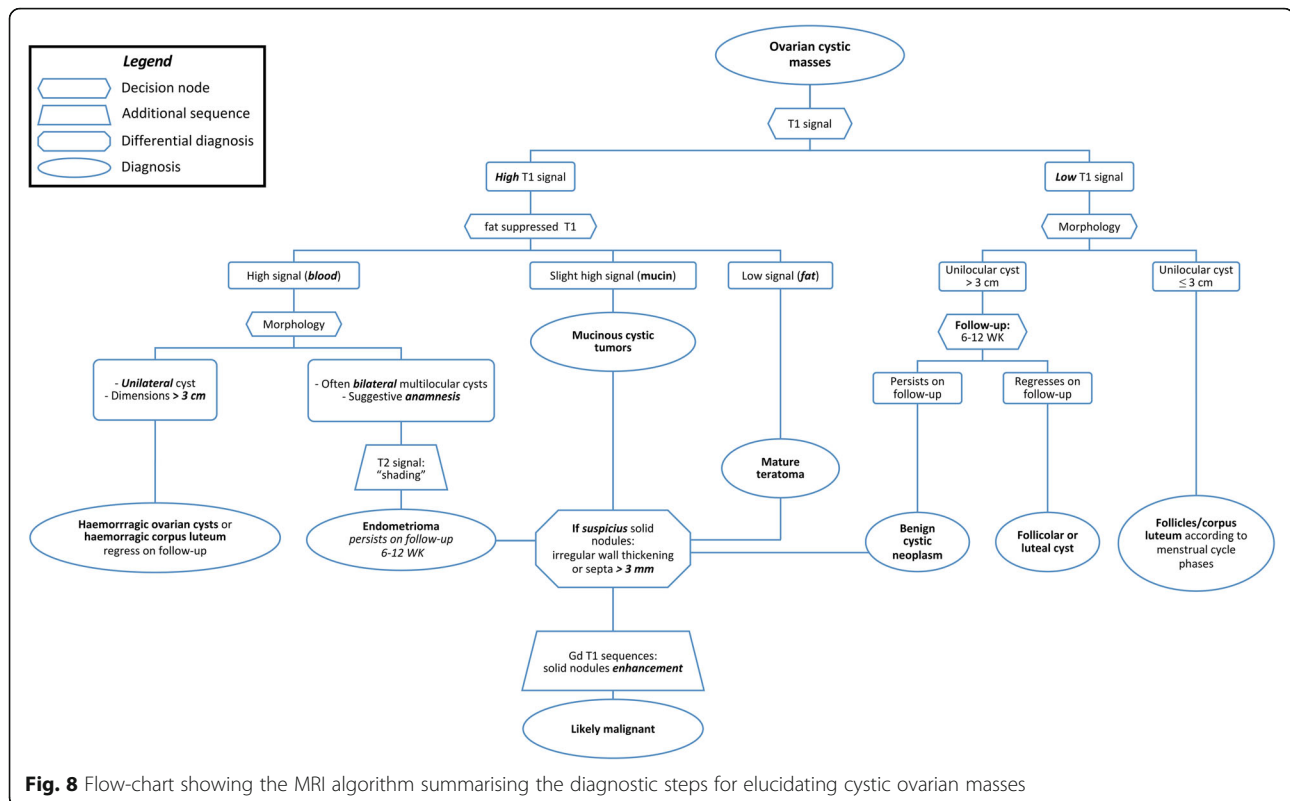 Legend
Decision node
Additional sequence
Differential diagnosis
Diagnosis
Ovarian cystic
masses
T1 signal
High T1 signal
Low T1 signal
fat suppressed T1
Morphology
High signal (blood)
Slight high signal (mucin)
Low signal (fat)
Unilocular cyst
> 3 cm
Unilocular cyst
≤ 3 cm
Morphology
Mucinous cystic
tumors
Follow-up:
6-12 WK
- Unilateral cyst
- Dimensions > 3 cm
- Often bilateral multilocular cysts
- Suggestive anamnesis
Persists on
follow-up
Regresses on
follow-up
T2 signal:
“shading”
Mature
teratoma
Haemorrragic ovarian cysts or
haemorragic corpus luteum
regress on follow-up
Endometrioma
persists on follow-up
6-12 WK
If suspicius solid
nodules:
irregular wall thickening
or septa > 3 mm
Benign
cystic
neoplasm
Follicolar or
luteal cyst
Follicles/corpus
luteum according to
menstrual cycle
phases
Gd T1 sequences:
solid nodules enhancement
Likely malignant
Fig. 8 Flow-chart showing the MRI algorithm summarising the diagnostic steps for elucidating cystic ovarian masses